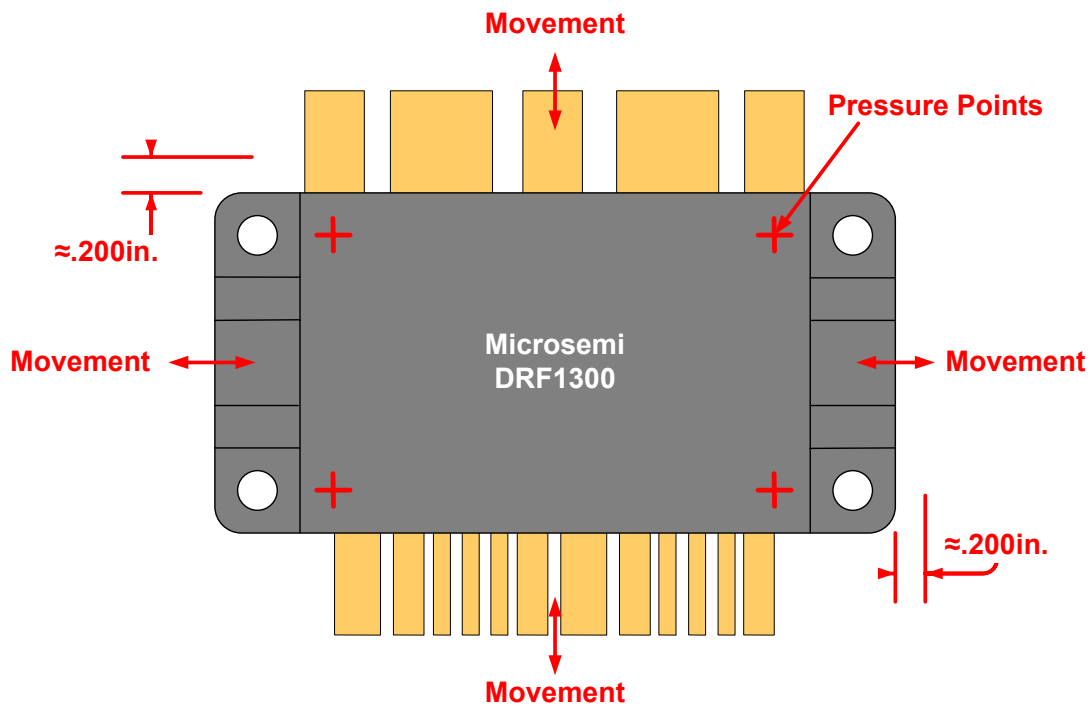 Movement
Pressure Points
≈.200in.
Movement
Microsemi
DRF1300
Movement
≈.200in.
Movement